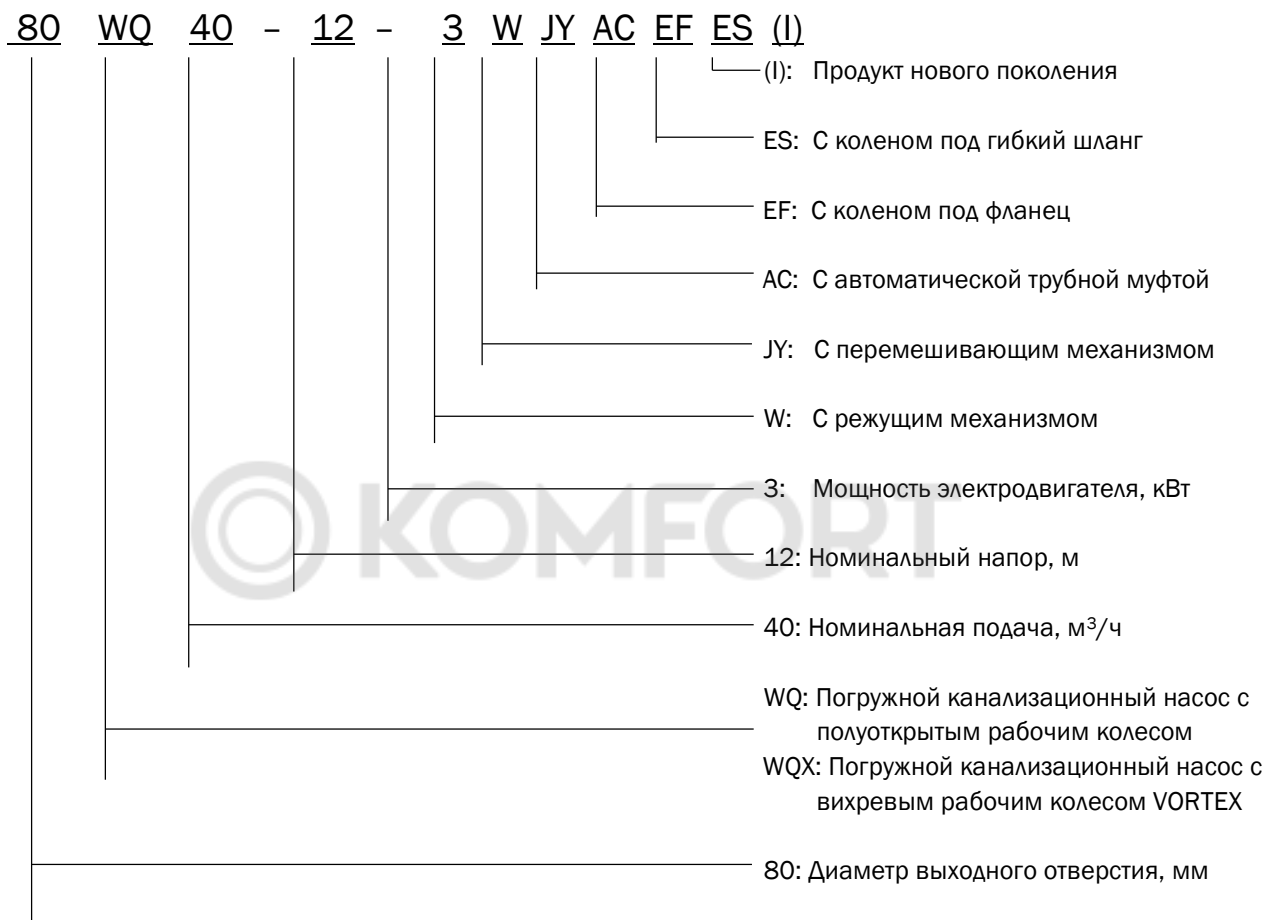 80 WQ 40 – 12 – 3 W JY AC EF ES (I)
(I): Продукт нового поколения
ES: С коленом под гибкий шланг
EF: С коленом под фланец
AC: С автоматической трубной муфтой
JY: С перемешивающим механизмом
W: С режущим механизмом
3: Мощность электродвигателя, кВт
KOMFORT
12: Номинальный напор, м
40: Номинальная подача, м³/ч
WQ: Погружной канализационный насос с
полуоткрытым рабочим колесом
WQX: Погружной канализационный насос с
вихревым рабочим колесом VORTEX
80: Диаметр выходного отверстия, мм